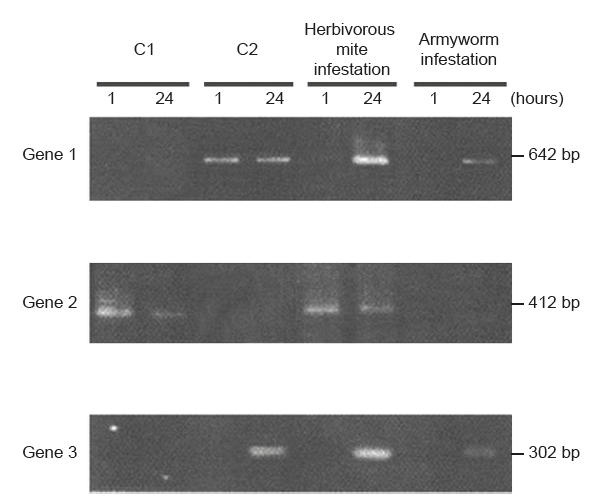 C1
C2
Herbivorous
mite
infestation
Armyworm
infestation
1 24 1 24 1 24 1 24 (hours)
Gene 1
642 bp
Gene 2
412 bp
Gene 3
302 bp